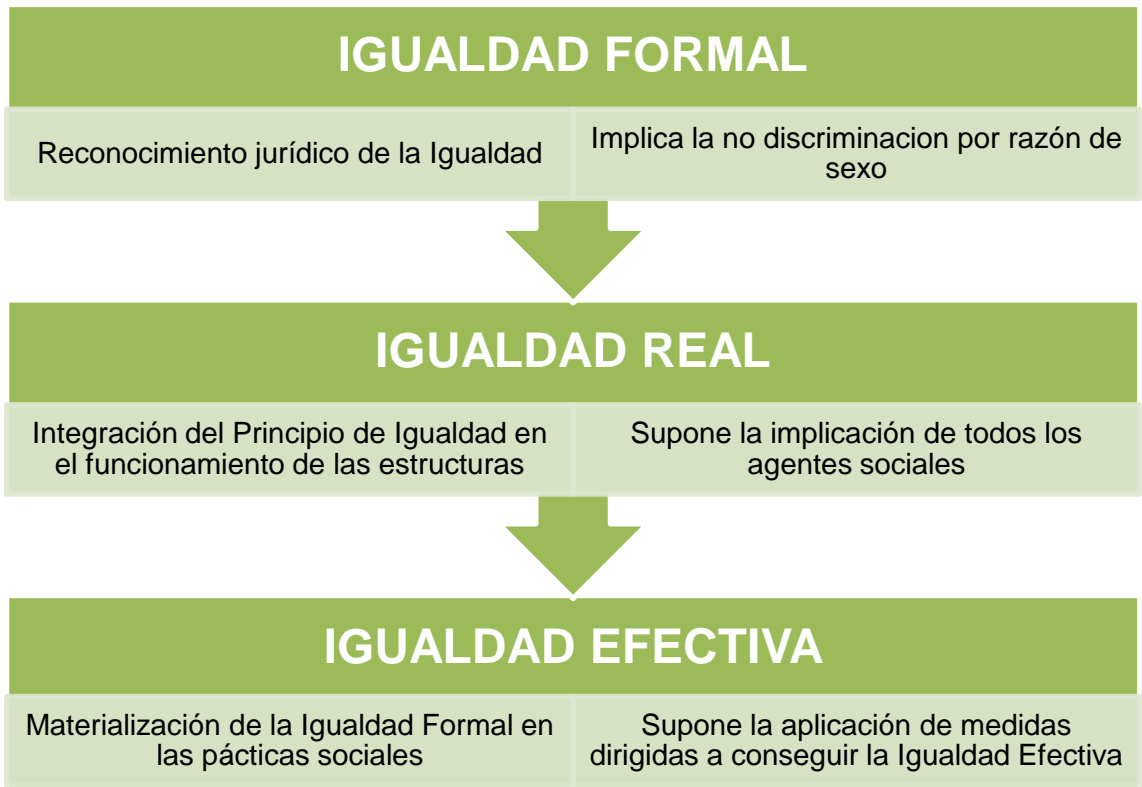 IGUALDAD FORMAL
Reconocimiento jurídico de la Igualdad
Implica la no discriminacion por razón de
sexo
IGUALDAD REAL
Integración del Principio de Igualdad en
el funcionamiento de las estructuras
Supone la implicación de todos los
agentes sociales
IGUALDAD EFECTIVA
Materialización de la Igualdad Formal en
las pácticas sociales
Supone la aplicación de medidas
dirigidas a conseguir la Igualdad Efectiva